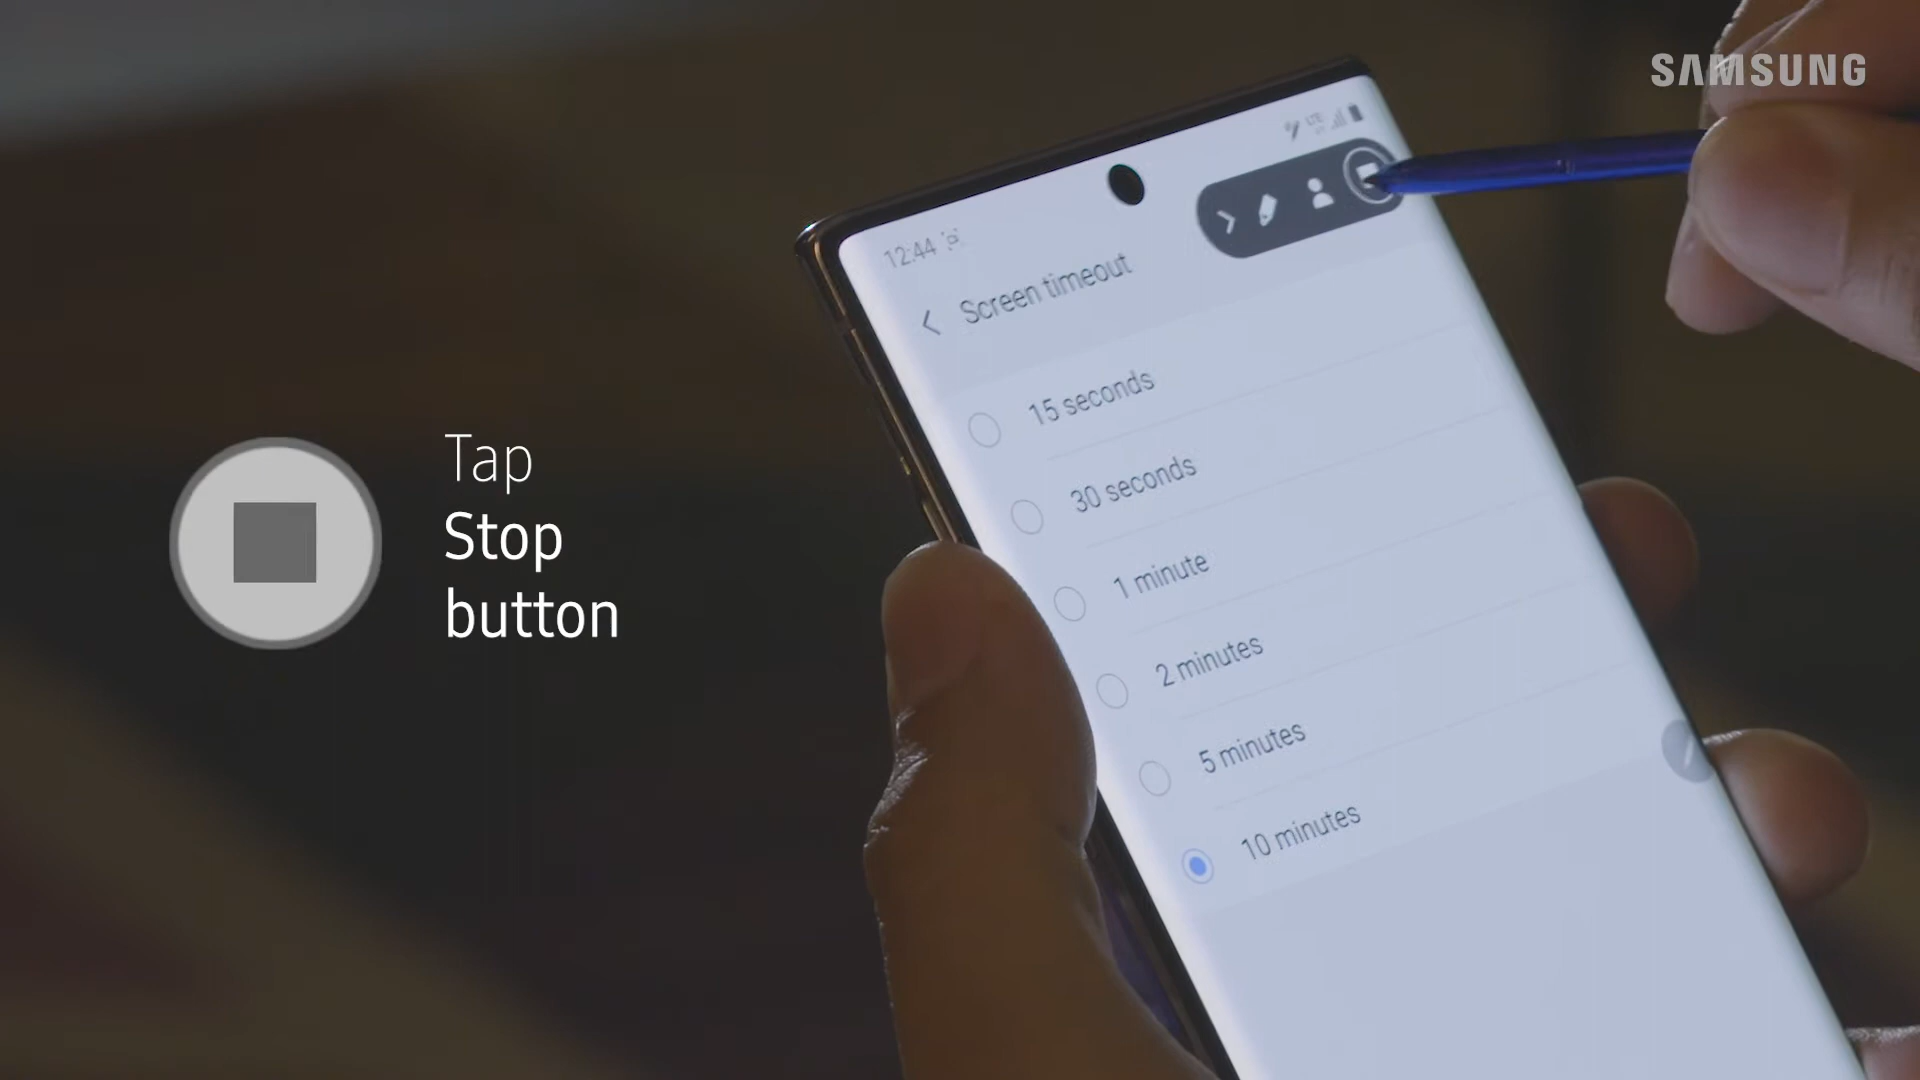 SAMSUNG
LTE
12:44
Screen timeout
15 seconds
30 seconds
1 minute
2 minutes
5 minutes
10 minutes
Tap
Stop
button